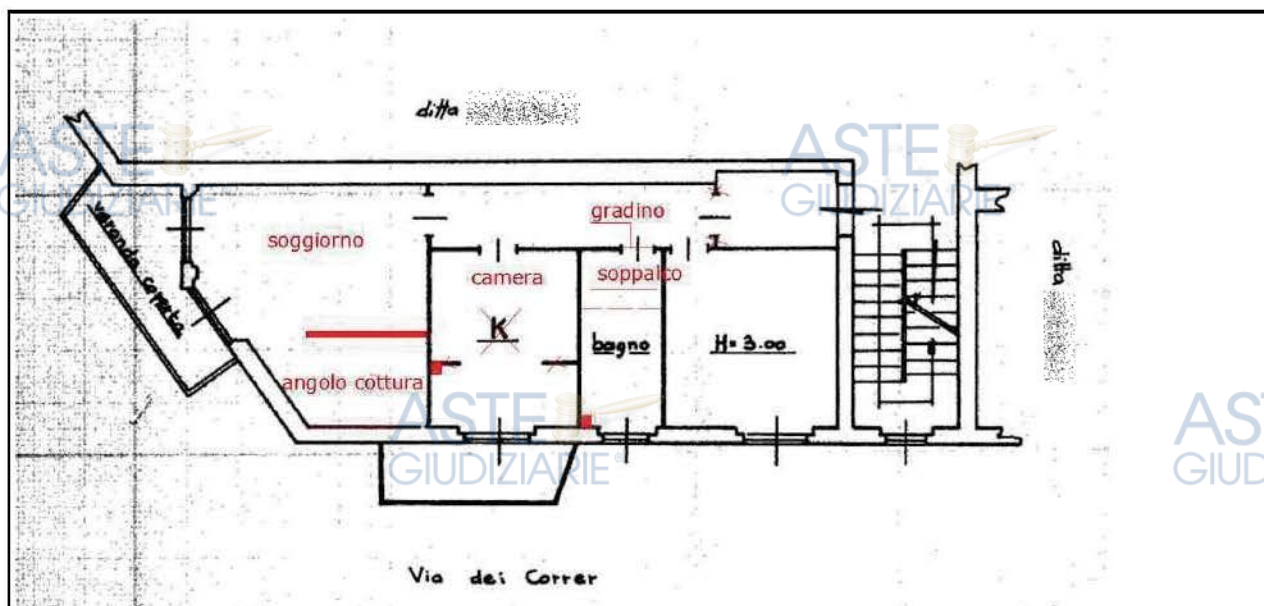 ditta
ASTE
GIUDIZIARIE
ASTE
GIUDIZIARIE
gradino
soggiorno
veranda coperta
camera
soppalco
ditta
K
bagno
H= 3.00
angolo cottura
ASTE
GIUDIZIARIE
AST
GIUD
Via dei Correr